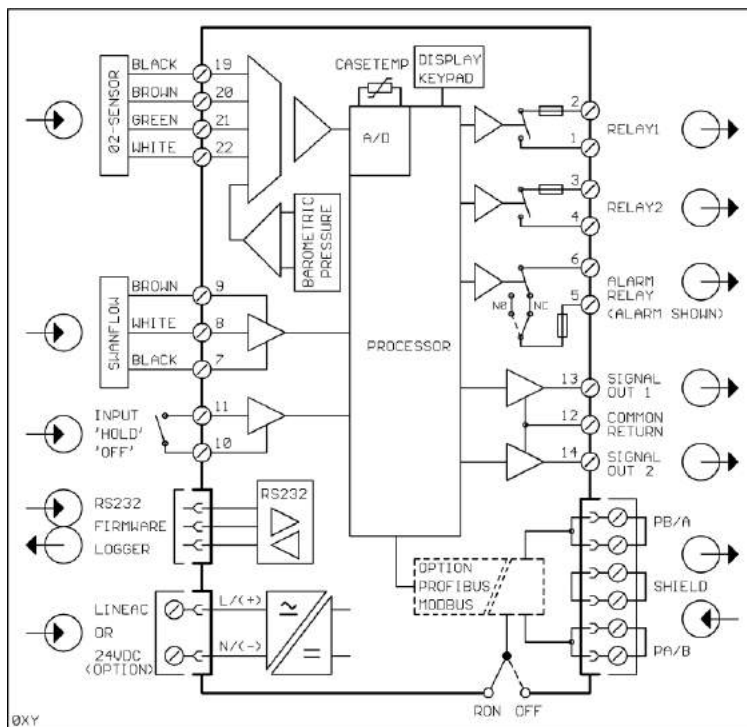 BLACK 19
BROWN 20
GREEN 21
WHITE 22
02-SENSOR
CASETEMP
DISPLAY
KEYPAD
A/D
BAROMETRIC
PRESSURE
2
1
RELAY1
3
4
RELAY2
6
5
ALARM
RELAY
(ALARM SHOWN)
N0
NC
BROWN 9
WHITE 8
BLACK 7
SWANFLOW
PROCESSOR
INPUT
'HOLD'
'OFF'
11
10
13
SIGNAL
OUT 1
12
COMMON
RETURN
14
SIGNAL
OUT 2
RS232
FIRMWARE
LOGGER
RS232
OPTION
PROFIBUS
MODBUS
PB/A
SHIELD
PA/B
LINEAC
OR
24VDC
(OPTION)
L/(+)
N/(-)
RON OFF
0XY